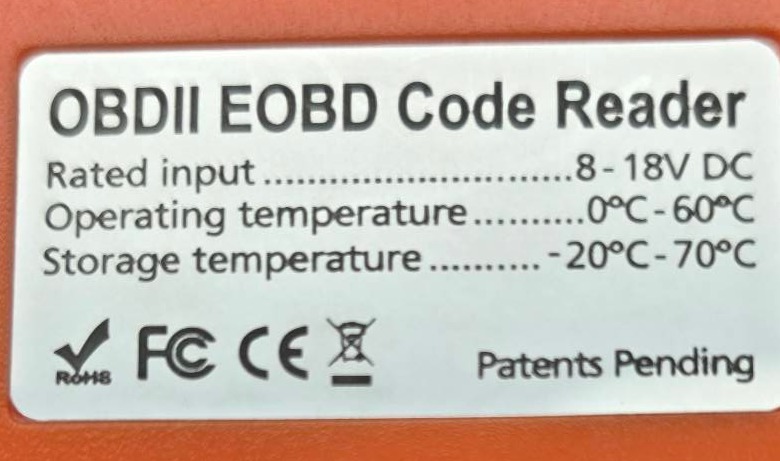 OBDII EOBD Code Reader
Rated input ............................8 - 18V DC
Operating temperature..........0°C - 60°C
Storage temperature .......... -20°C - 70°C
RoHS FC CE Patents Pending